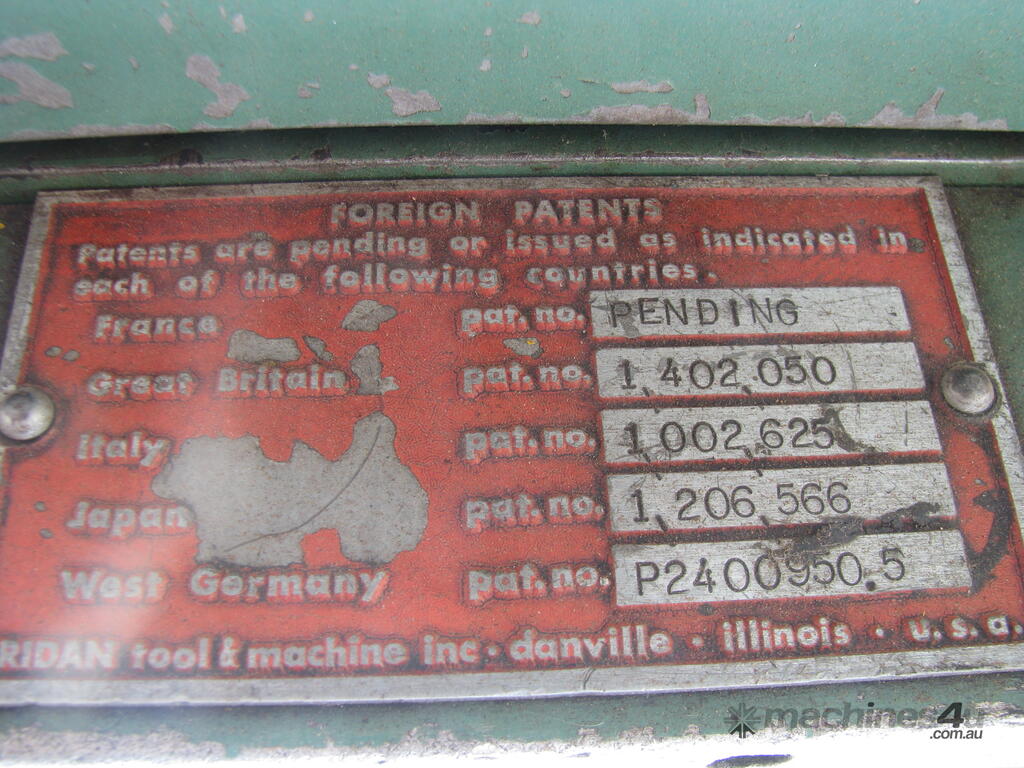 FOREIGN PATENTS
Patents are pending or issued as indicated in
each of the following countries.
France pat. no. PENDING
Great Britain pat. no. 1,402,050
Italy pat. no. 1,002,625
Japan pat. no. 1,206,566
West Germany pat. no. P2400950.5
RIDAN tool & machine inc · danville · illinois · u. s. a.
machines4u
.com.au